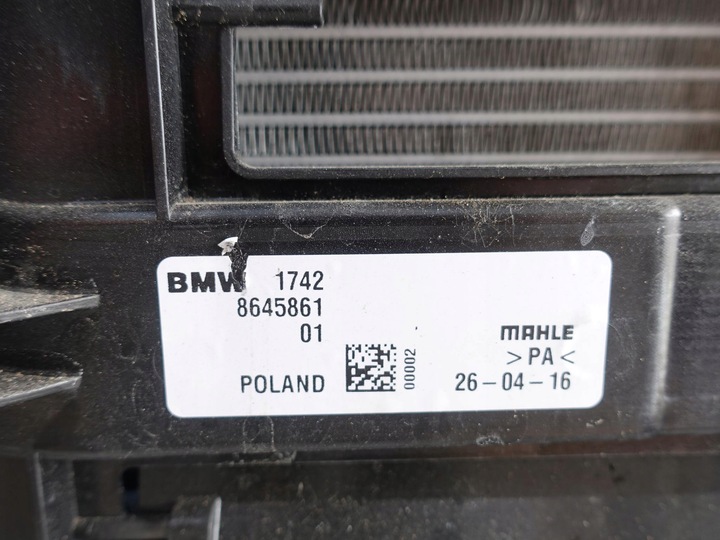 BMW 1742
8645861
01
MAHLE
>PA<
POLAND
00002
26-04-16